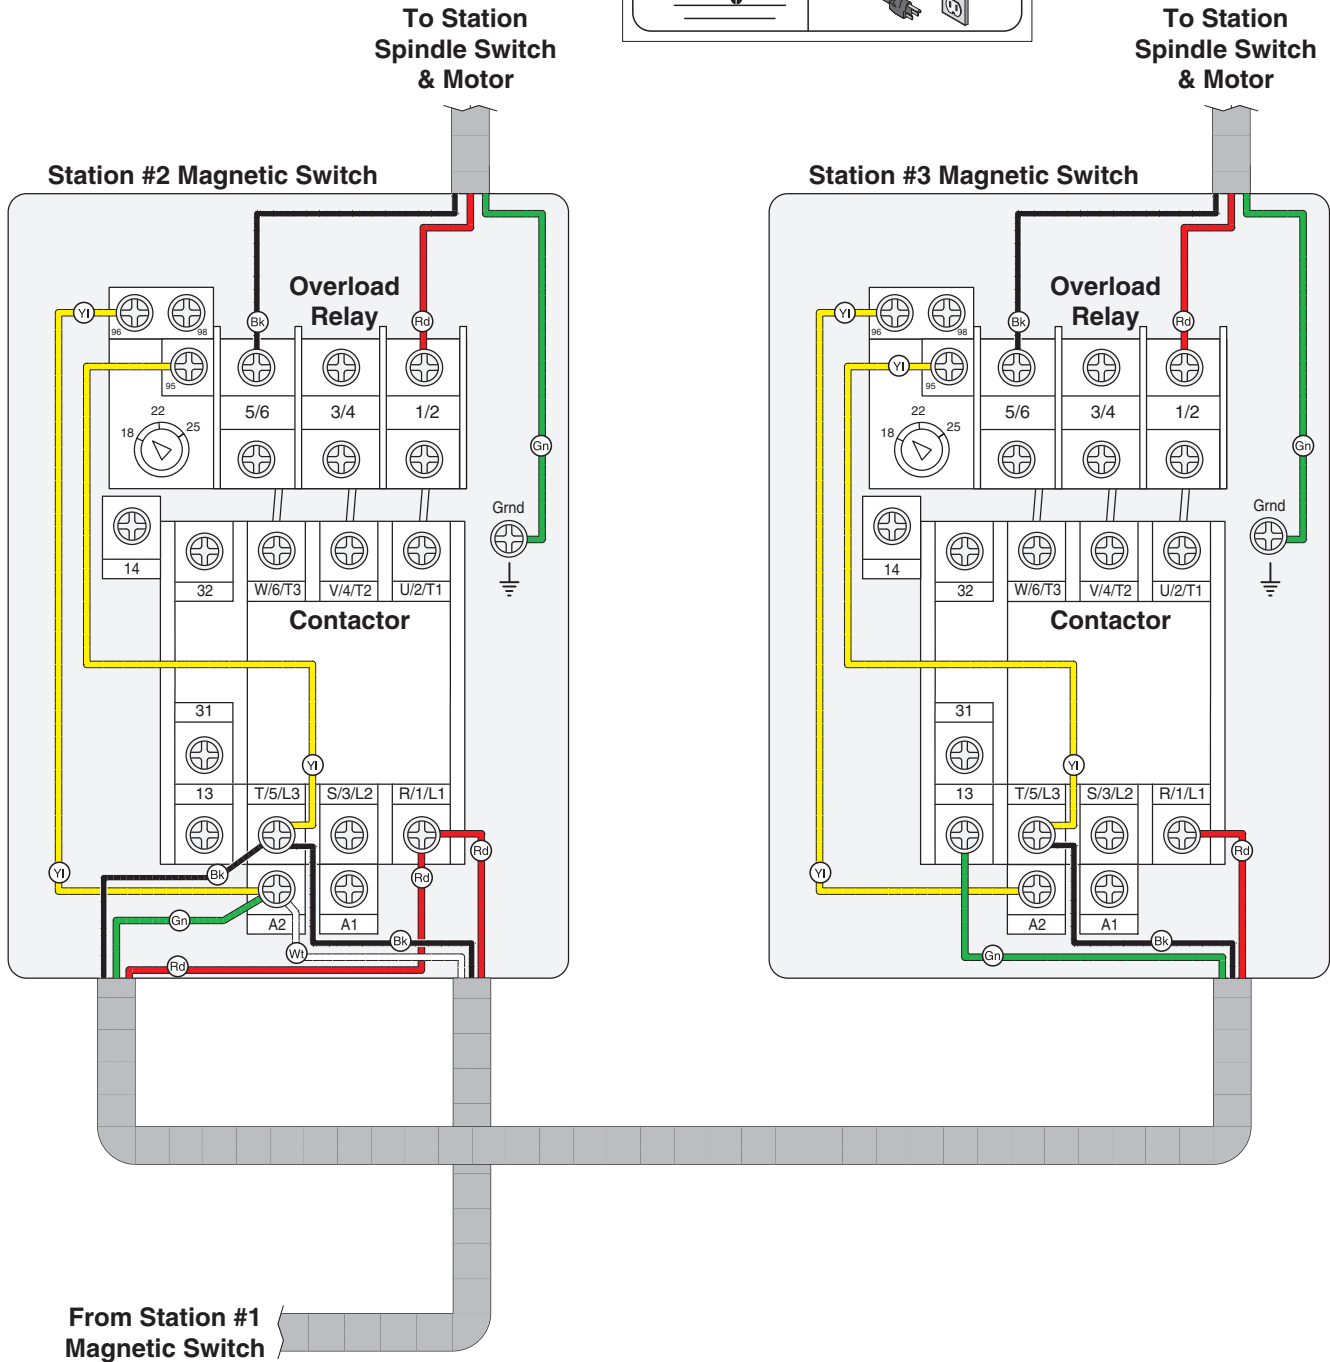 To Station
Spindle Switch
& Motor
To Station
Spindle Switch
& Motor
Station #2 Magnetic Switch
Overload
Relay
Yl
96
98
Bk
Rd
95
5/6
3/4
1/2
18
22
25
Gn
Grnd
14
32
W/6/T3
V/4/T2
U/2/T1
Contactor
31
Yl
13
T/5/L3
S/3/L2
R/1/L1
Rd
Yl
Bk
Rd
Gn
A2
A1
Wt
Bk
Rd
Station #3 Magnetic Switch
Overload
Relay
Yl
96
98
Bk
Rd
Yl
95
5/6
3/4
1/2
18
22
25
Gn
Grnd
14
32
W/6/T3
V/4/T2
U/2/T1
Contactor
31
Yl
13
T/5/L3
S/3/L2
R/1/L1
Rd
Yl
A2
A1
Bk
Gn
From Station #1
Magnetic Switch